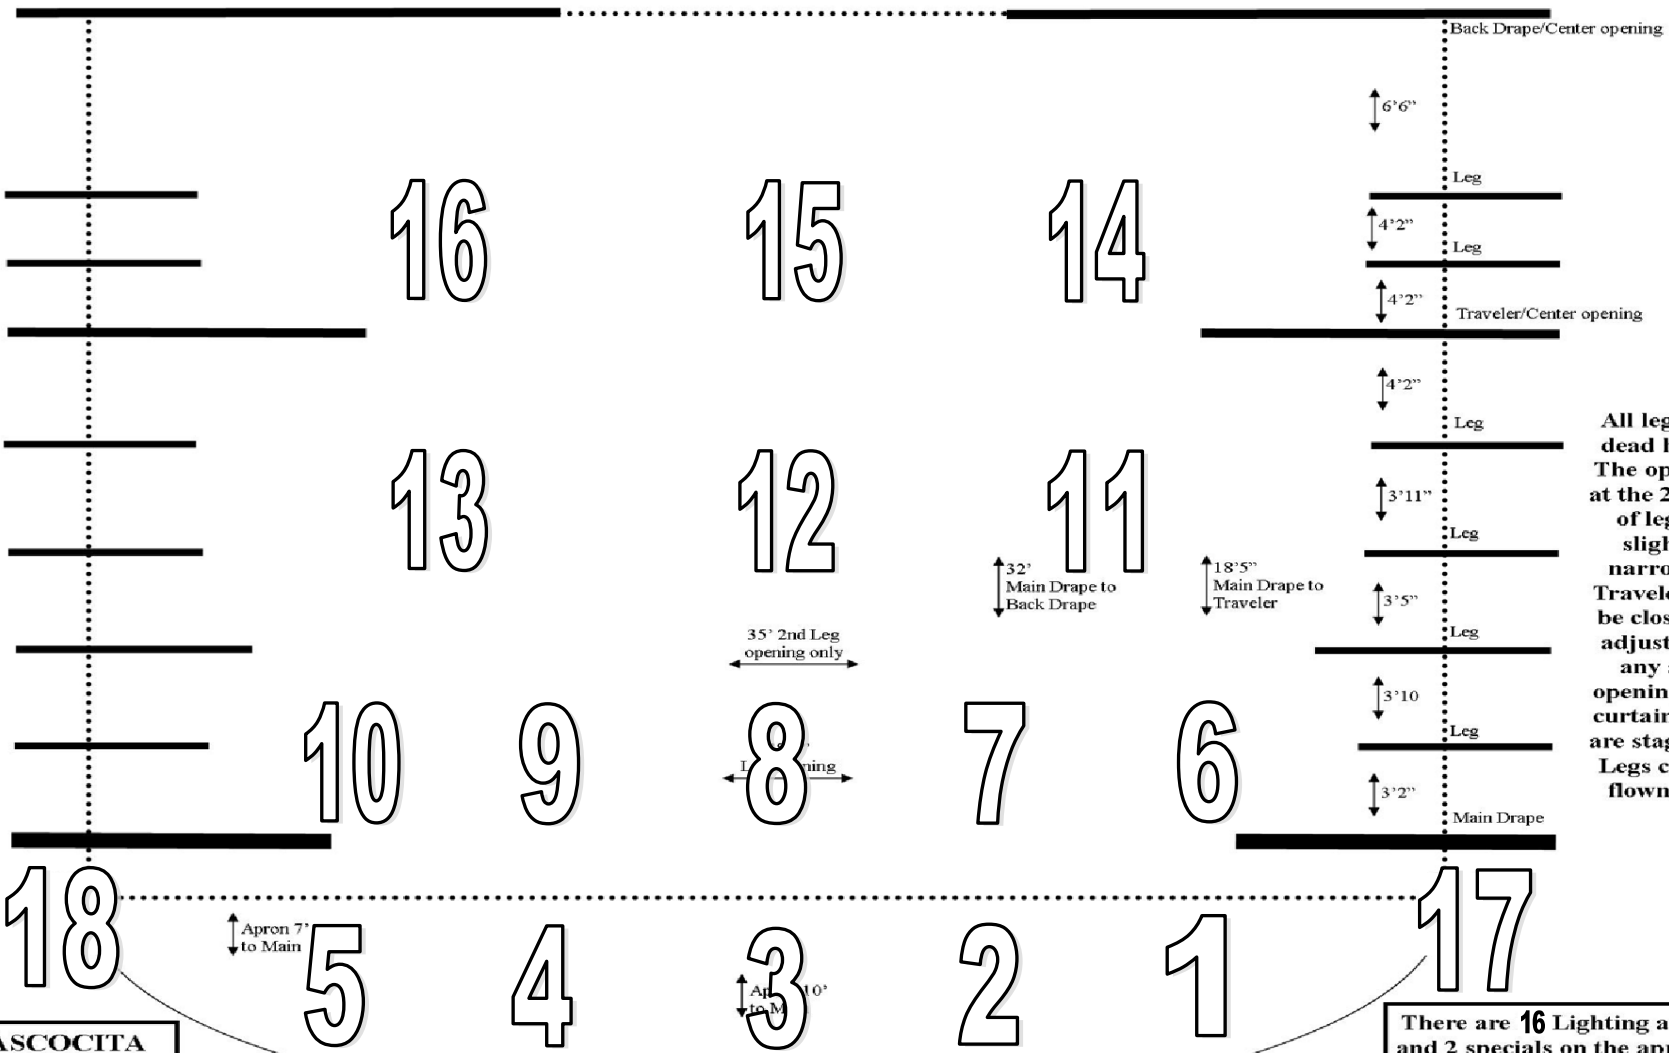 Back Drape/Center opening
6'6"
Leg
16 15 14
4'2"
Leg
4'2"
Traveler/Center opening
4'2"
Leg
All leg
dead
The op
at the 2
of leg
sligh
narro
Travele
be clos
adjust
any
openin
curtain
are stag
Legs c
flown
13 12 11
3'11"
Leg
32'
Main Drape to
Back Drape
18'5"
Main Drape to
Traveler
3'5"
35' 2nd Leg
opening only
Leg
3'10
10 9 8 7 6
Leg
3'2"
Main Drape
18 17
Apron 7'
to Main
5 4 3 2 1
10'
to M
ASCOCITA
There are 16 Lighting a
and 2 specials on the apr